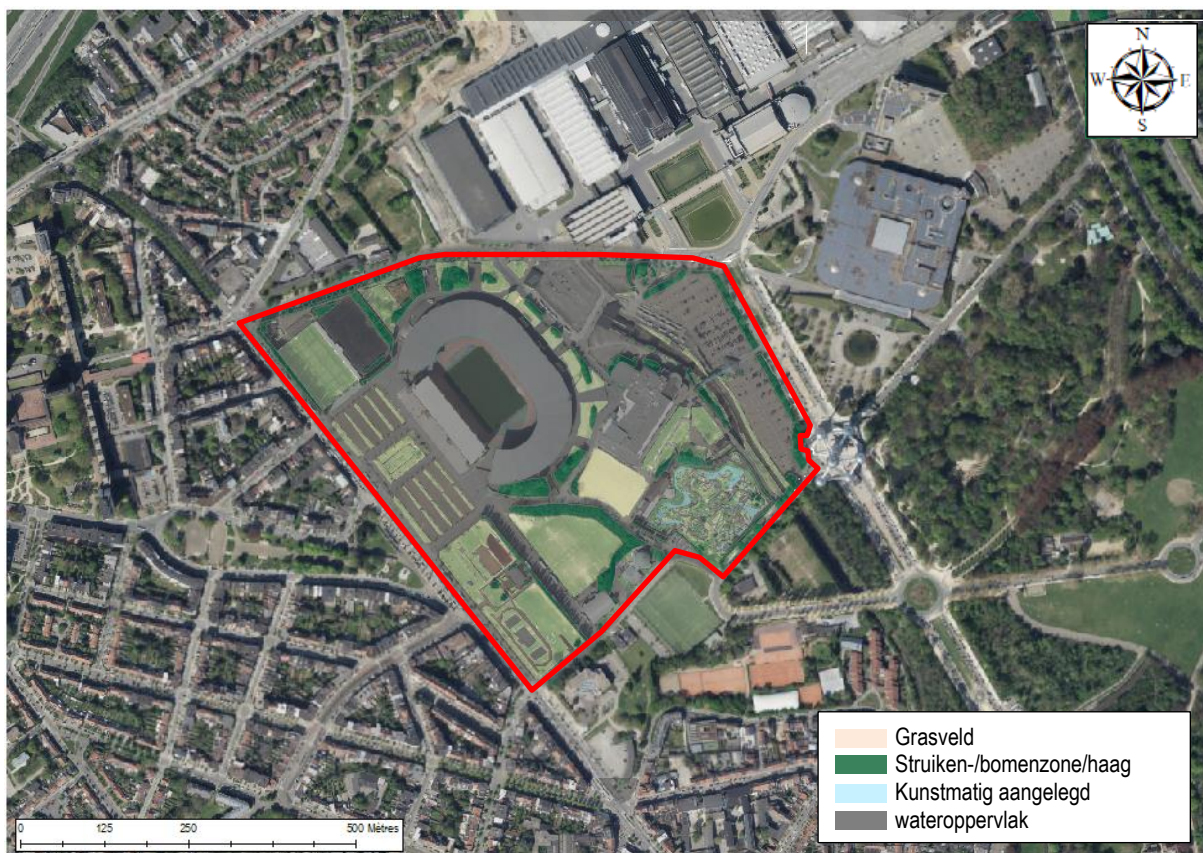 N
W E
S
Grasveld
Struiken-/bomenzone/haag
Kunstmatig aangelegd
wateroppervlak
0 125 250 500 Mètres